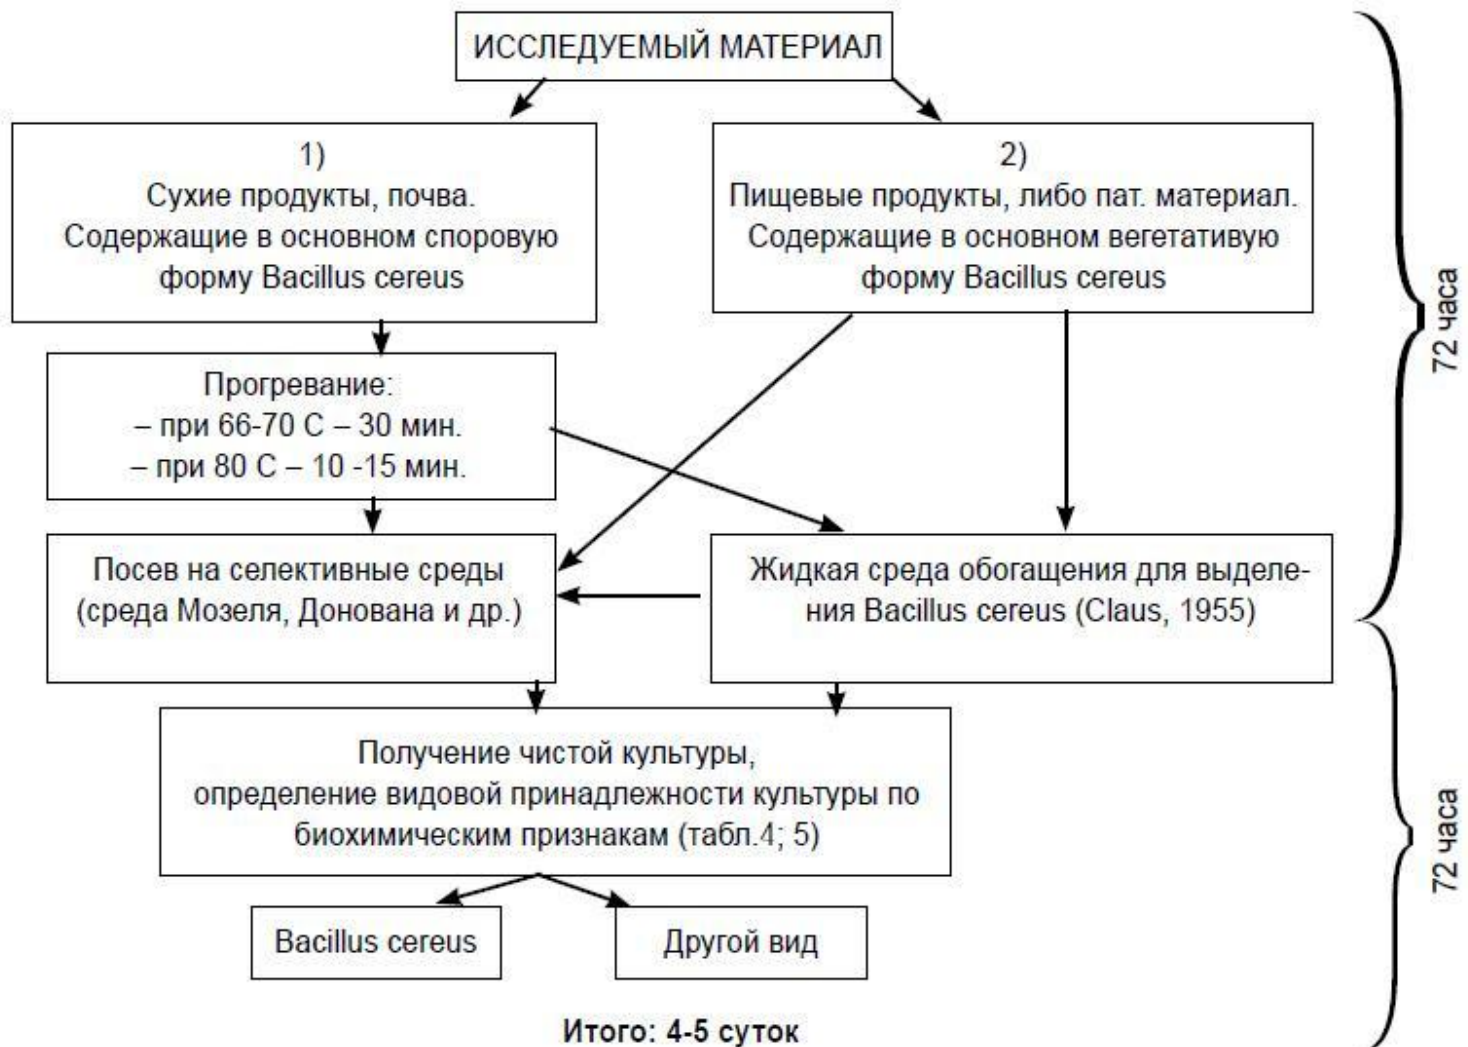 ИССЛЕДУЕМЫЙ МАТЕРИАЛ
1)
Сухие продукты, почва.
Содержащие в основном споровую
форму Bacillus cereus
2)
Пищевые продукты, либо пат. материал.
Содержащие в основном вегетативую
форму Bacillus cereus
72 часа
Прогревание:
– при 66-70 С – 30 мин.
– при 80 С – 10 -15 мин.
Посев на селективные среды
(среда Мозеля, Донована и др.)
Жидкая среда обогащения для выделе-
ния Bacillus cereus (Claus, 1955)
Получение чистой культуры,
определение видовой принадлежности культуры по
биохимическим признакам (табл.4; 5)
72 часа
Bacillus cereus
Другой вид
Итого: 4-5 суток